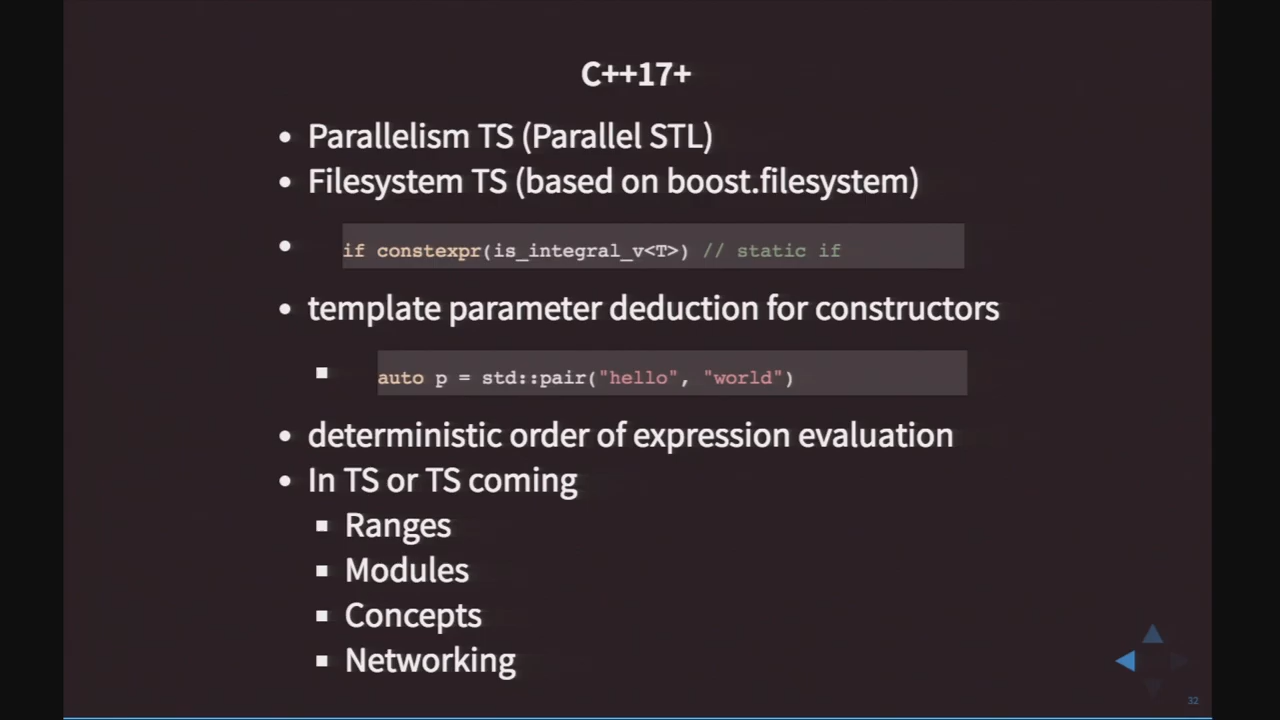 C++17+
• Parallelism TS (Parallel STL)
• Filesystem TS (based on boost.filesystem)
• if constexpr(is_integral_v<T>) // static if
• template parameter deduction for constructors
▪ auto p = std::pair("hello", "world")
• deterministic order of expression evaluation
• In TS or TS coming
▪ Ranges
▪ Modules
▪ Concepts
▪ Networking
32